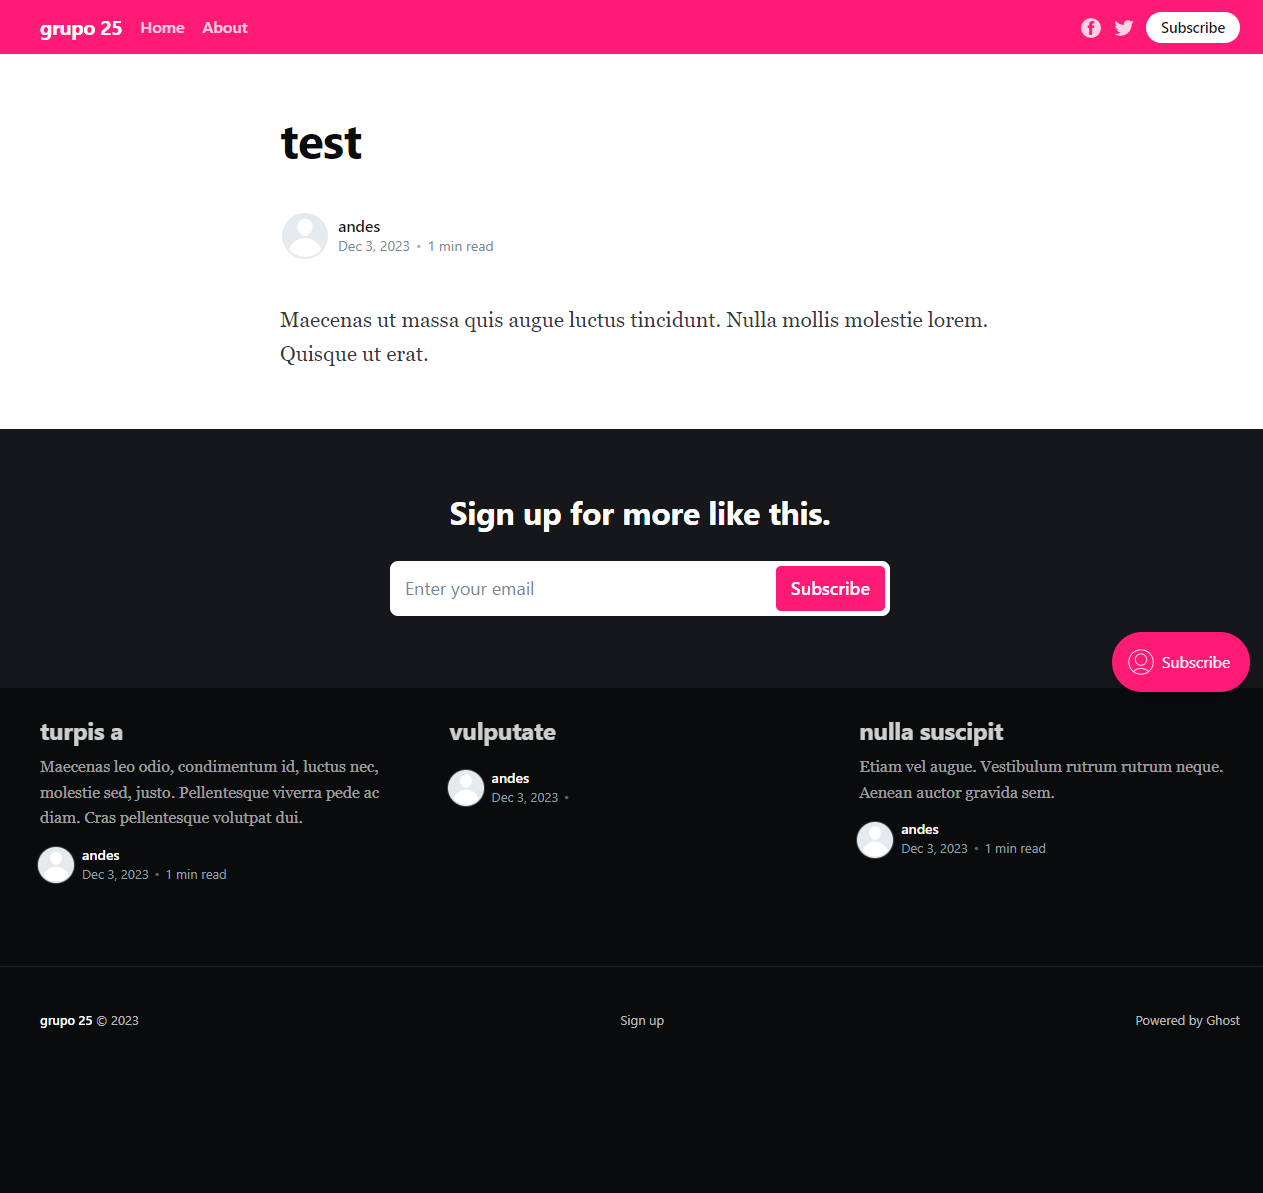 grupo 25 Home About Subscribe
test
andes
Dec 3, 2023 • 1 min read
Maecenas ut massa quis augue luctus tincidunt. Nulla mollis molestie lorem.
Quisque ut erat.
Sign up for more like this.
Enter your email Subscribe
Subscribe
turpis a
Maecenas leo odio, condimentum id, luctus nec,
molestie sed, justo. Pellentesque viverra pede ac
diam. Cras pellentesque volutpat dui.
andes
Dec 3, 2023 • 1 min read
vulputate
andes
Dec 3, 2023 •
nulla suscipit
Etiam vel augue. Vestibulum rutrum rutrum neque.
Aenean auctor gravida sem.
andes
Dec 3, 2023 • 1 min read
grupo 25 © 2023 Sign up Powered by Ghost